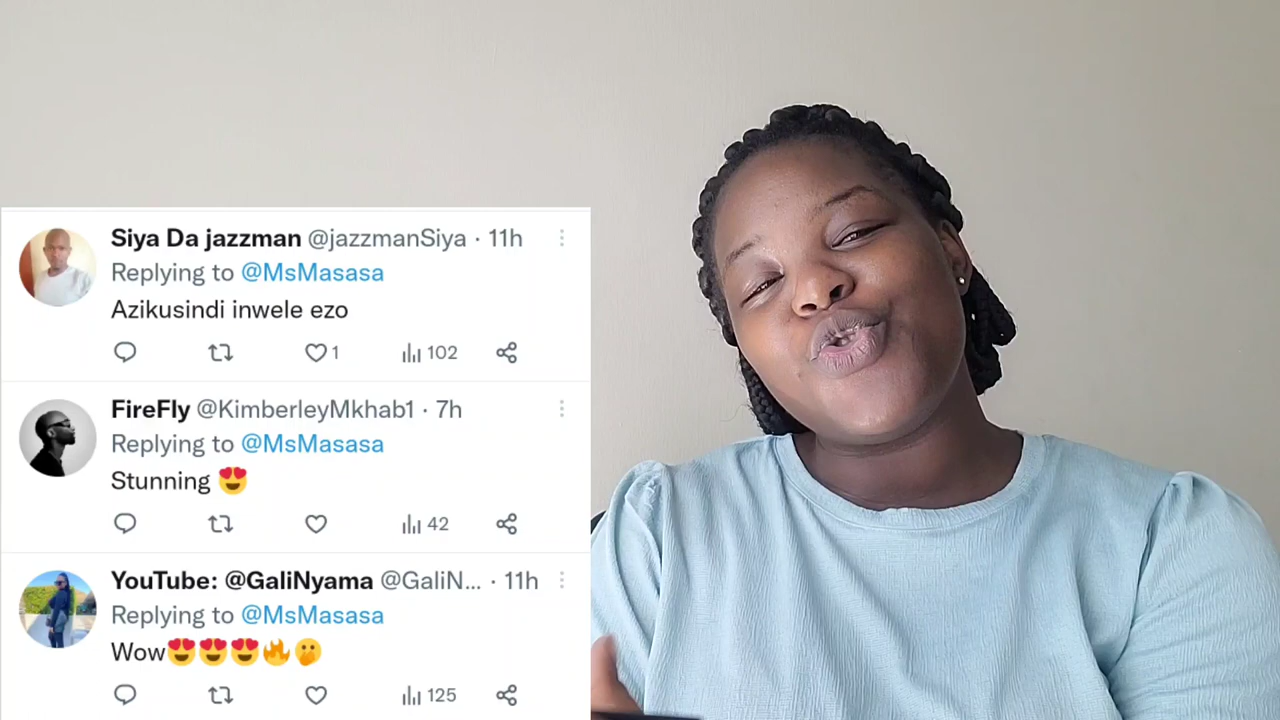 Siya Da jazzman @jazzmanSiya · 11h
Replying to @MsMasasa
Azikusindi inwele ezo
1 102
FireFly @KimberleyMkhab1 · 7h
Replying to @MsMasasa
Stunning 😍
42
YouTube: @GaliNyama @GaliN... · 11h
Replying to @MsMasasa
Wow😍😍😍🔥🫢
125